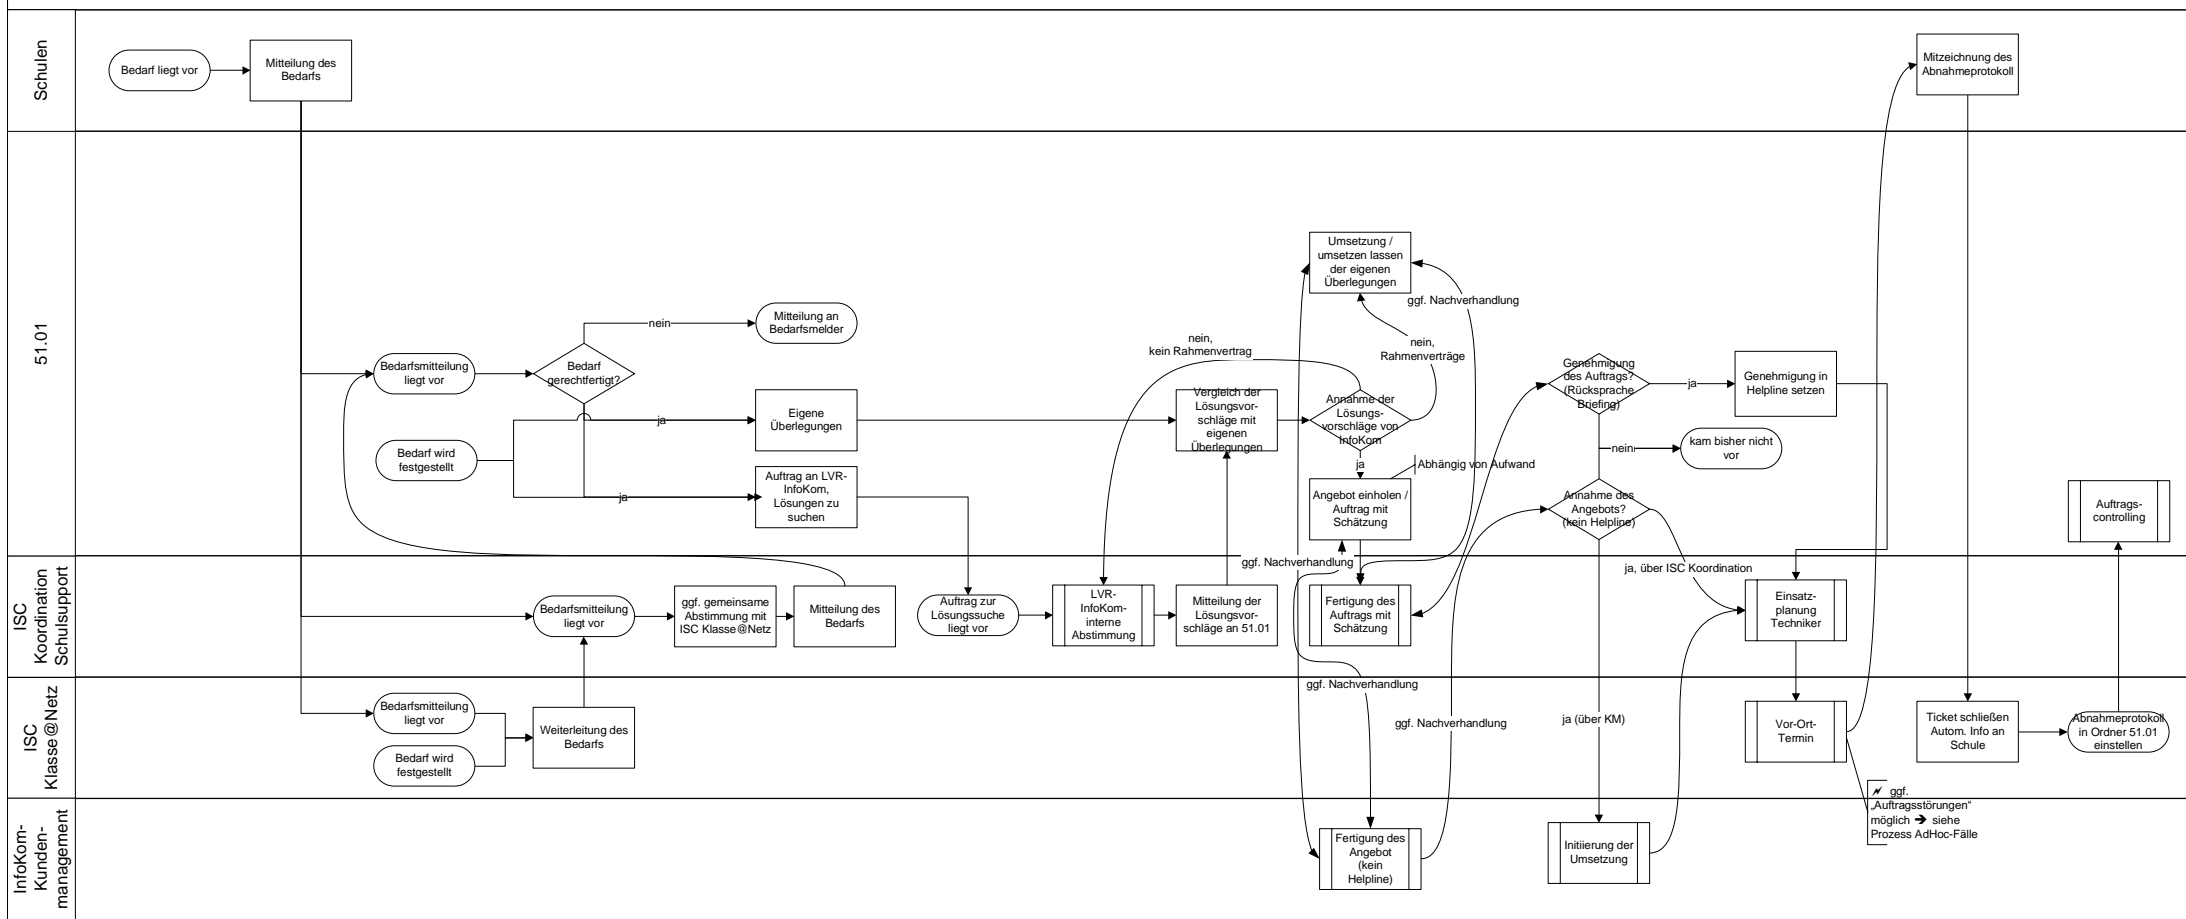 Schulen
Bedarf liegt vor
Mitteilung des
Bedarfs
Mitzeichnung des
Abnahmeprotokoll
51.01
Umsetzung /
umsetzen lassen
der eigenen
Überlegungen
ggf. Nachverhandlung
nein
Mitteilung an
Bedarfsmelder
nein,
kein Rahmenvertrag
nein,
Rahmenverträge
Bedarfsmitteilung
liegt vor
Bedarf
gerechtfertigt?
Genehmigung
des Auftrags?
(Rücksprache
Briefing)
ja
Genehmigung in
Helpline setzen
ja
Eigene
Überlegungen
Vergleich der
Lösungsvor-
schläge mit
eigenen
Überlegungen
Annahme der
Lösungs-
vorschläge von
InfoKom
Bedarf wird
festgestellt
nein
kam bisher nicht
vor
ja
Abhängig von Aufwand
ja
Auftrag an LVR-
InfoKom,
Lösungen zu
suchen
Angebot einholen /
Auftrag mit
Schätzung
Annahme des
Angebots?
(kein Helpline)
Auftrags-
controlling
ISC
Koordination
Schulsupport
ggf. Nachverhandlung
ja, über ISC Koordination
Bedarfsmitteilung
liegt vor
ggf. gemeinsame
Abstimmung mit
ISC Klasse@Netz
Mitteilung des
Bedarfs
Auftrag zur
Lösungssuche
liegt vor
LVR-
InfoKom-
interne
Abstimmung
Mitteilung der
Lösungsvor-
schläge an 51.01
Fertigung des
Auftrags mit
Schätzung
Einsatz-
planung
Techniker
ISC
Klasse@Netz
ggf. Nachverhandlung
Bedarfsmitteilung
liegt vor
Bedarf wird
festgestellt
Weiterleitung des
Bedarfs
ggf. Nachverhandlung
ja (über KM)
Vor-Ort-
Termin
Ticket schließen
Autom. Info an
Schule
Abnahmeprotokoll
in Ordner 51.01
einstellen
InfoKom-
Kunden-
management
ggf.
„Auftragsstörungen“
möglich ➔ siehe
Prozess AdHoc-Fälle
Fertigung des
Angebot
(kein
Helpline)
Initiierung der
Umsetzung